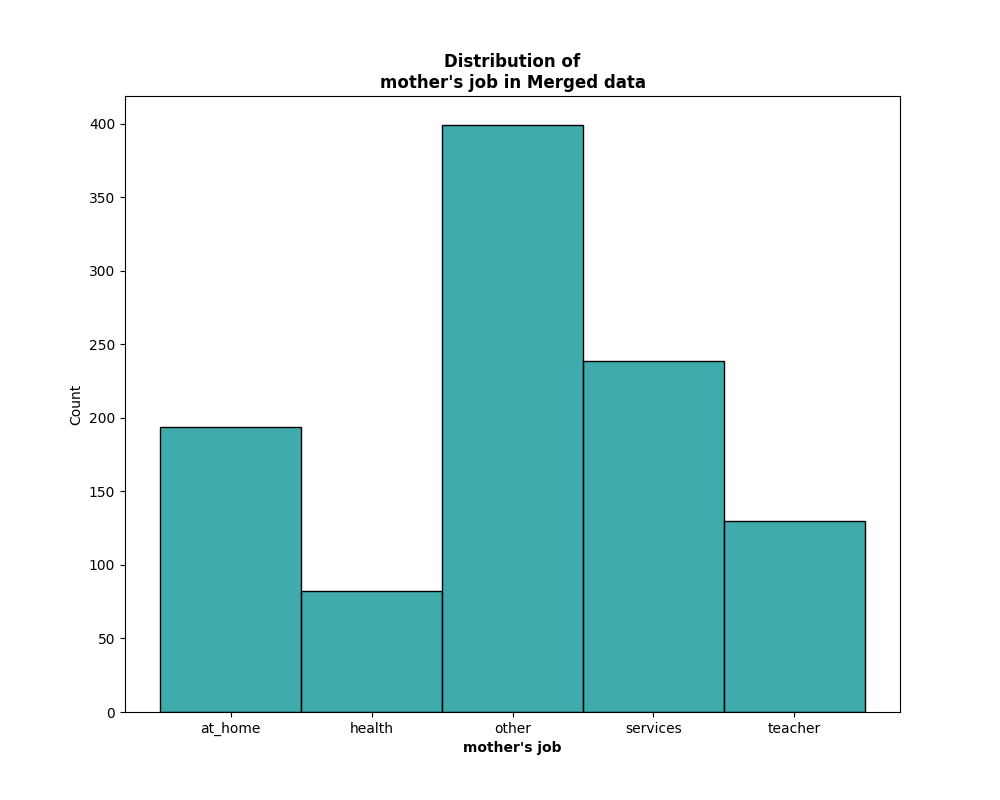 Distribution of
mother's job in Merged data
400
350
300
250
200
150
100
50
0
Count
at_home health other services teacher
mother's job